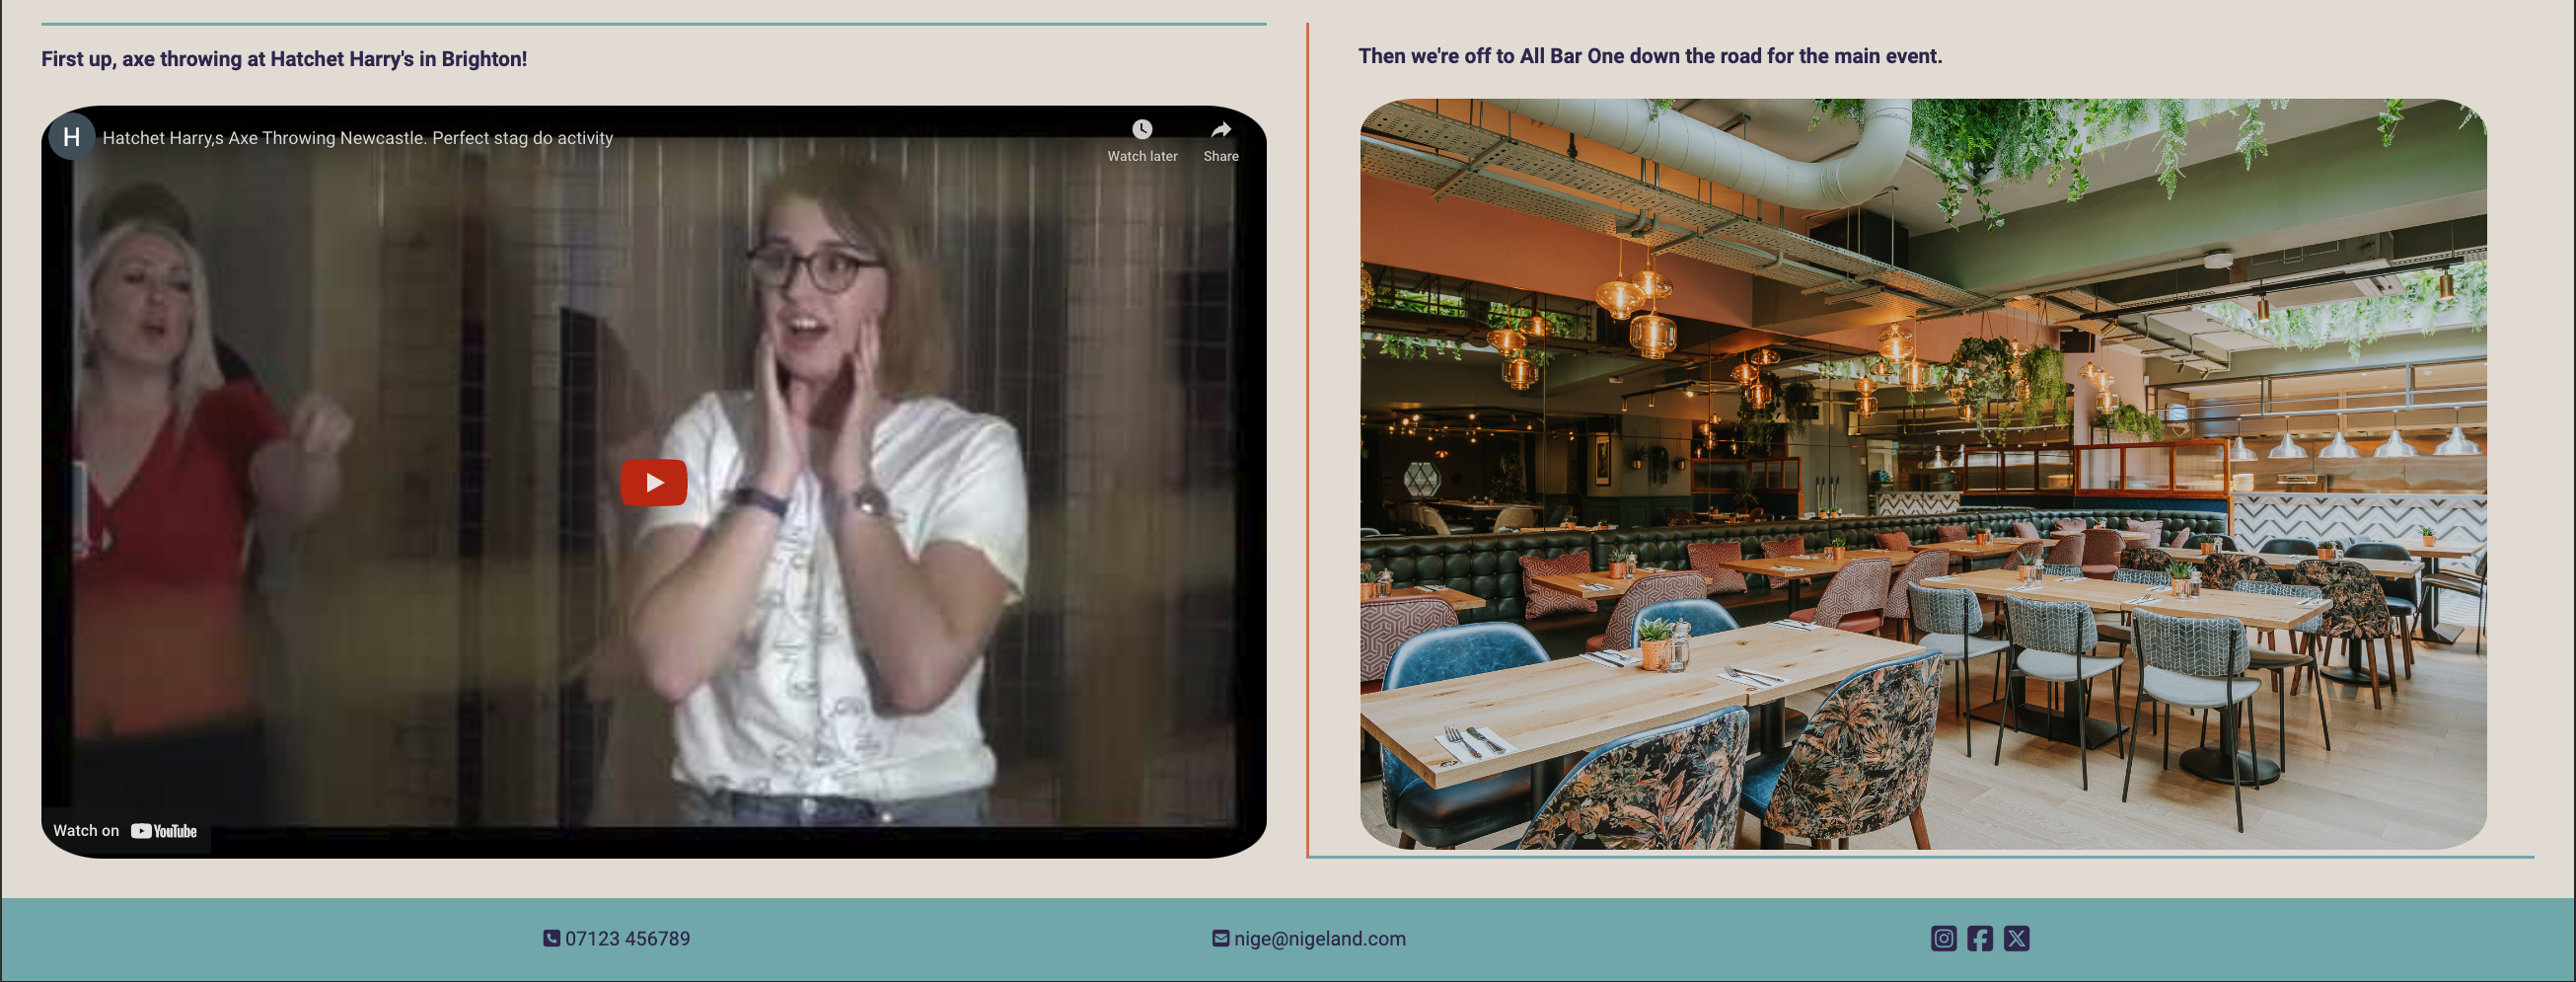 First up, axe throwing at Hatchet Harry's in Brighton!
H
Hatchet Harry,s Axe Throwing Newcastle. Perfect stag do activity
Watch later
Share
Watch on YouTube
Then we're off to All Bar One down the road for the main event.
07123 456789
nige@nigeland.com